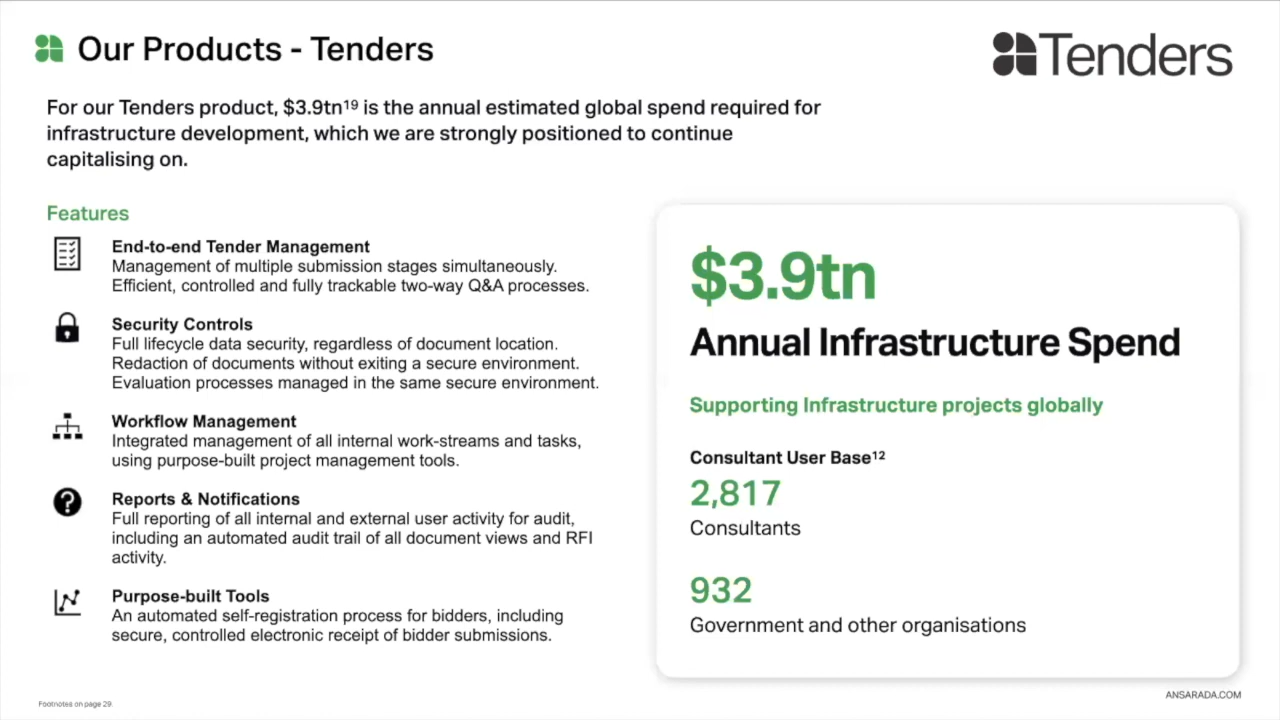 Our Products - Tenders
Tenders
For our Tenders product, $3.9tn¹⁹ is the annual estimated global spend required for
infrastructure development, which we are strongly positioned to continue
capitalising on.
Features
End-to-end Tender Management
Management of multiple submission stages simultaneously.
Efficient, controlled and fully trackable two-way Q&A processes.
Security Controls
Full lifecycle data security, regardless of document location.
Redaction of documents without exiting a secure environment.
Evaluation processes managed in the same secure environment.
Workflow Management
Integrated management of all internal work-streams and tasks,
using purpose-built project management tools.
Reports & Notifications
Full reporting of all internal and external user activity for audit,
including an automated audit trail of all document views and RFI
activity.
Purpose-built Tools
An automated self-registration process for bidders, including
secure, controlled electronic receipt of bidder submissions.
$3.9tn
Annual Infrastructure Spend
Supporting Infrastructure projects globally
Consultant User Base¹²
2,817
Consultants
932
Government and other organisations
Footnotes on page 29.
ANSARADA.COM